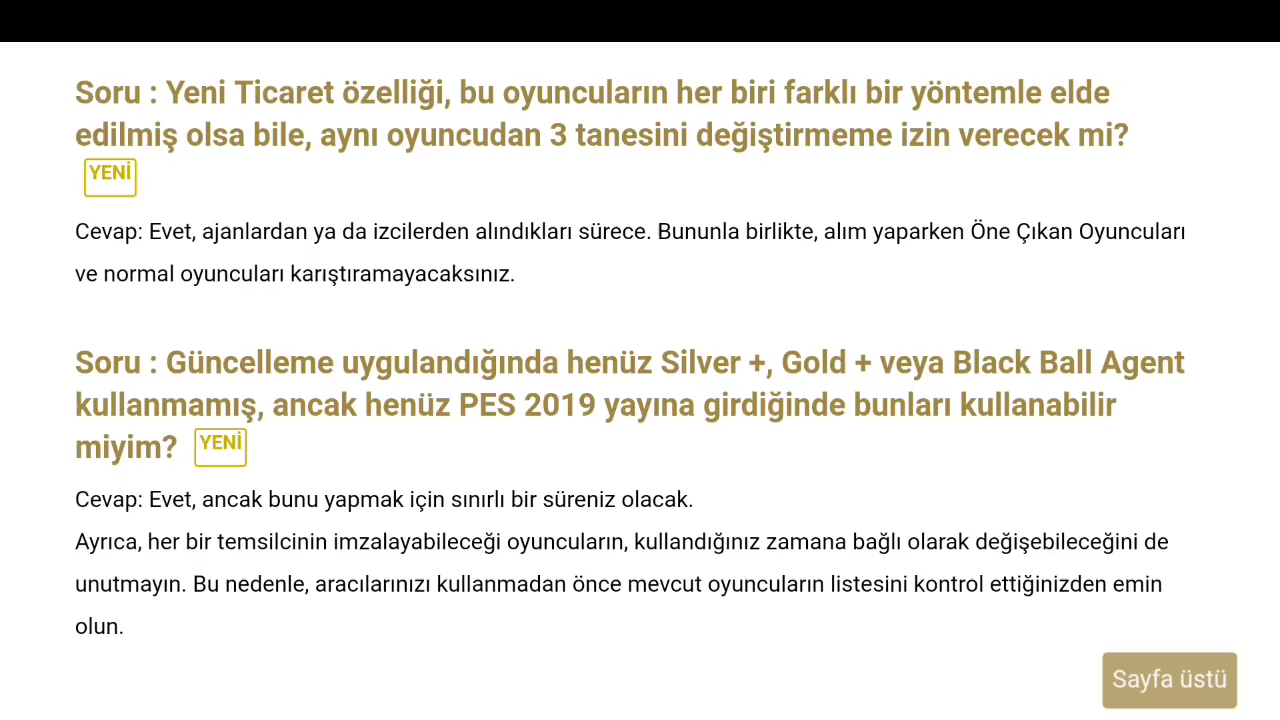 Soru : Yeni Ticaret özelliği, bu oyuncuların her biri farklı bir yöntemle elde
edilmiş olsa bile, aynı oyuncudan 3 tanesini değiştirmeme izin verecek mi?
YENİ
Cevap: Evet, ajanlardan ya da izcilerden alındıkları sürece. Bununla birlikte, alım yaparken Öne Çıkan Oyuncuları
ve normal oyuncuları karıştıramayacaksınız.
Soru : Güncelleme uygulandığında henüz Silver +, Gold + veya Black Ball Agent
kullanmamış, ancak henüz PES 2019 yayına girdiğinde bunları kullanabilir
miyim? YENİ
Cevap: Evet, ancak bunu yapmak için sınırlı bir süreniz olacak.
Ayrıca, her bir temsilcinin imzalayabileceği oyuncuların, kullandığınız zamana bağlı olarak değişebileceğini de
unutmayın. Bu nedenle, aracılarınızı kullanmadan önce mevcut oyuncuların listesini kontrol ettiğinizden emin
olun.
Sayfa üstü